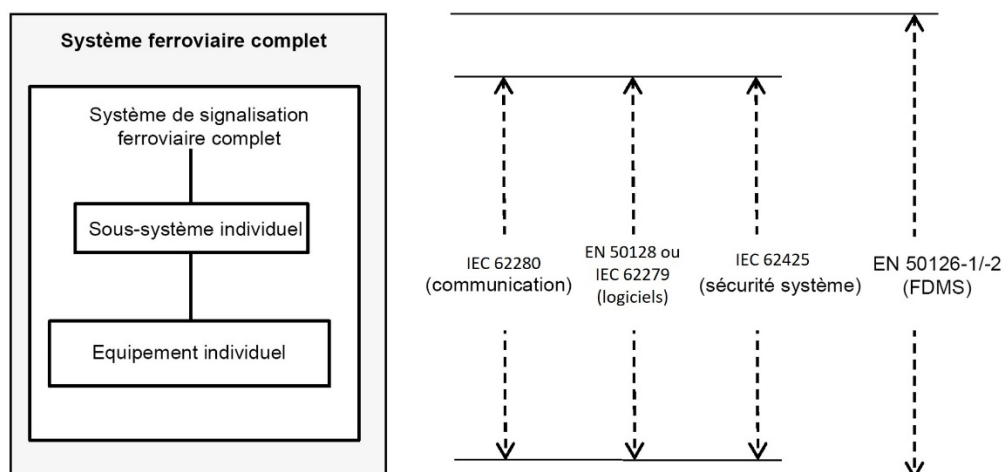 Système ferroviaire complet
Système de signalisation
ferroviaire complet
Sous-système individuel
Equipement individuel
IEC 62280
(communication)
EN 50128 ou
IEC 62279
(logiciels)
IEC 62425
(sécurité système)
EN 50126-1/-2
(FDMS)